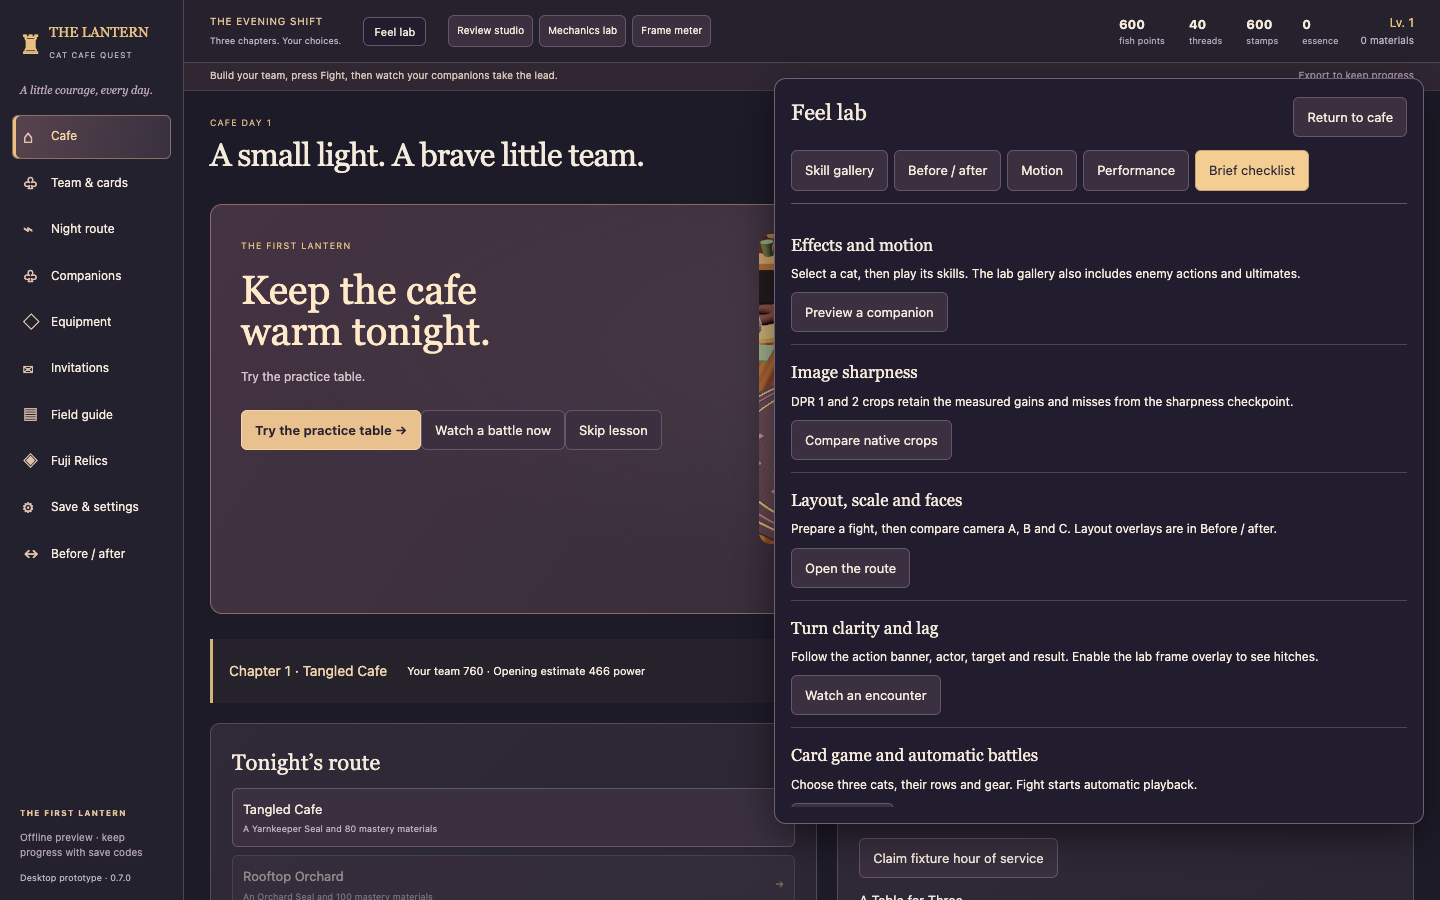 THE LANTERN
CAT CAFE QUEST
A little courage, every day.
Cafe
Team & cards
Night route
Companions
Equipment
Invitations
Field guide
Fuji Relics
Save & settings
Before / after
THE FIRST LANTERN
Offline preview · keep
progress with save codes
Desktop prototype · 0.7.0
THE EVENING SHIFT
Three chapters. Your choices.
Feel lab
Review studio
Mechanics lab
Frame meter
600
fish points
40
threads
600
stamps
0
essence
Lv. 1
0 materials
Build your team, press Fight, then watch your companions take the lead.
Export to keep progress
CAFE DAY 1
A small light. A brave little team.
THE FIRST LANTERN
Keep the cafe
warm tonight.
Try the practice table.
Try the practice table →
Watch a battle now
Skip lesson
Chapter 1 · Tangled Cafe
Your team 760 · Opening estimate 466 power
Tonight's route
Tangled Cafe
A Yarnkeeper Seal and 80 mastery materials
Rooftop Orchard
→
An Orchard Seal and 100 mastery materials
Feel lab
Return to cafe
Skill gallery
Before / after
Motion
Performance
Brief checklist
Effects and motion
Select a cat, then play its skills. The lab gallery also includes enemy actions and ultimates.
Preview a companion
Image sharpness
DPR 1 and 2 crops retain the measured gains and misses from the sharpness checkpoint.
Compare native crops
Layout, scale and faces
Prepare a fight, then compare camera A, B and C. Layout overlays are in Before / after.
Open the route
Turn clarity and lag
Follow the action banner, actor, target and result. Enable the lab frame overlay to see hitches.
Watch an encounter
Card game and automatic battles
Choose three cats, their rows and gear. Fight starts automatic playback.
Claim fixture hour of service
A Table for Three